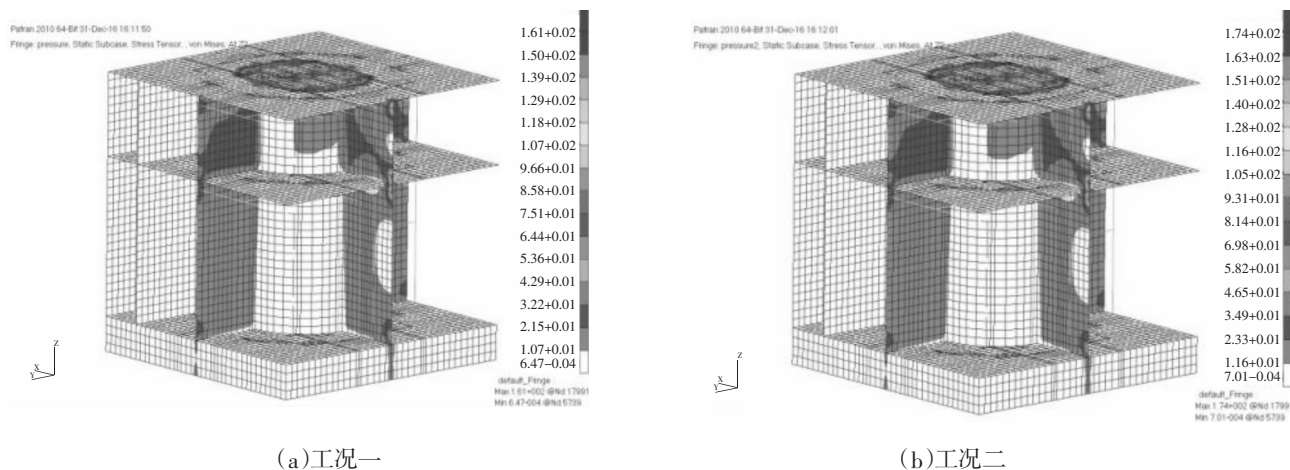 Patran 2010 64-Bit 31-Dec-16 16:11:50
Fringe: pressure, Static Subcase, Stress Tensor, , von Mises,
1.61+0.02
1.50+0.02
1.39+0.02
1.29+0.02
1.18+0.02
1.07+0.02
9.66+0.01
8.58+0.01
7.51+0.01
6.44+0.01
5.36+0.01
4.29+0.01
3.22+0.01
2.15+0.01
1.07+0.01
6.47-0.04
default_Fringe :
Max 1.61+002 @Nd 17991
Min 6.47-004 @Nd 5739
Z
X
Y
(a)工况一
Patran 2010 64-Bit 31-Dec-16 16:12:01
Fringe: pressure2, Static Subcase, Stress Tensor, , von Mises,
1.74+0.02
1.63+0.02
1.51+0.02
1.40+0.02
1.28+0.02
1.16+0.02
1.05+0.02
9.31+0.01
8.14+0.01
6.98+0.01
5.82+0.01
4.65+0.01
3.49+0.01
2.33+0.01
1.16+0.01
7.01-0.04
default_Fringe :
Max 1.74+002 @Nd 1799
Min 7.01-004 @Nd 5739
Z
X
Y
(b)工况二